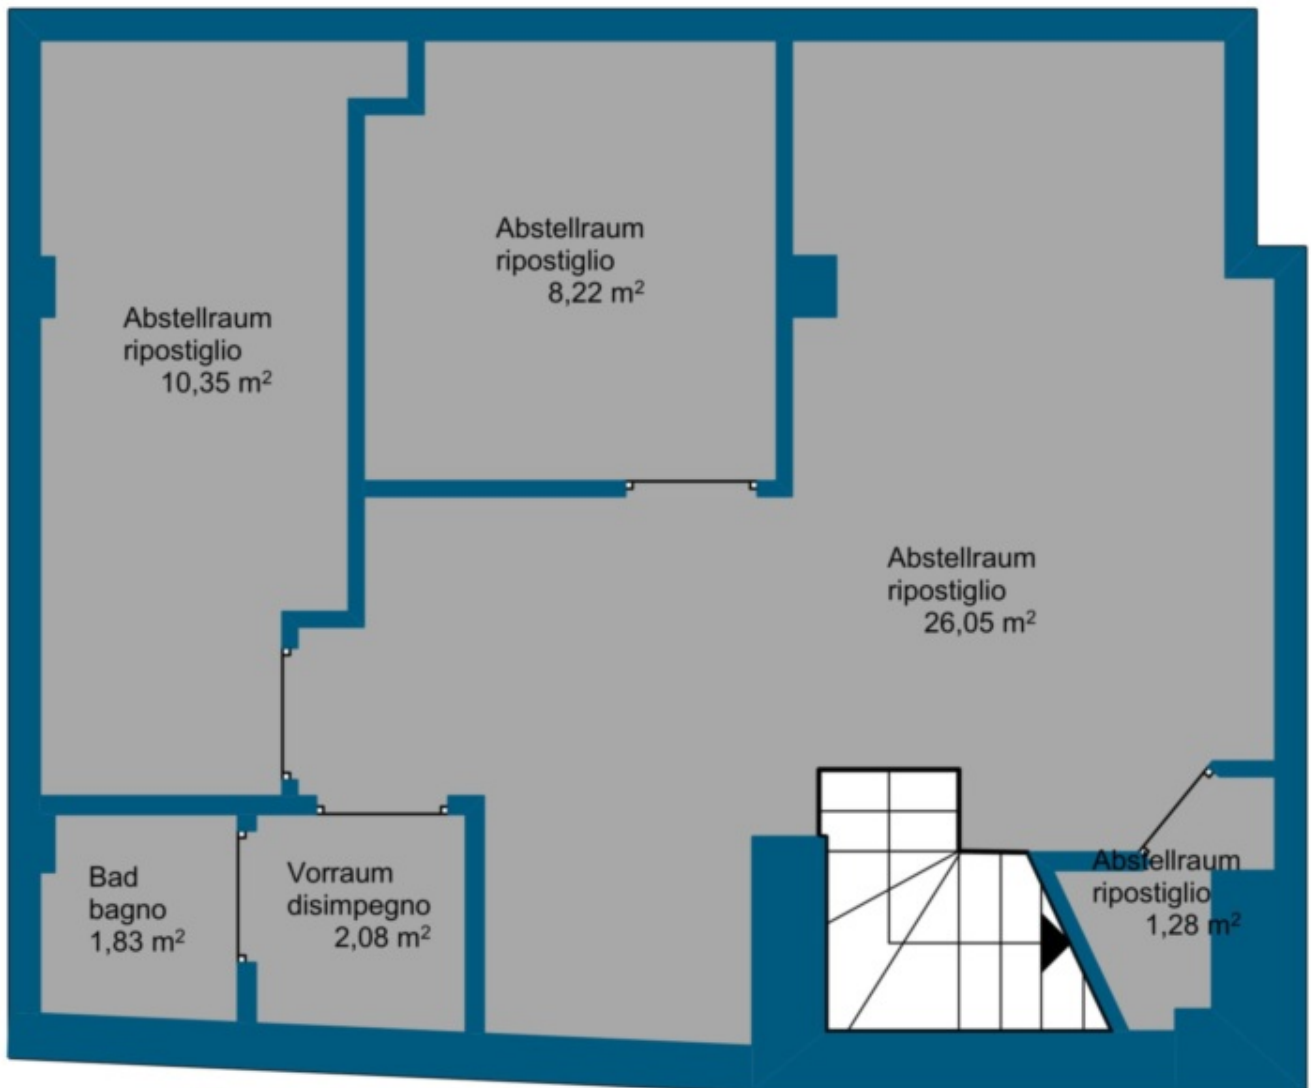 Abstellraum
ripostiglio
8,22 m²
Abstellraum
ripostiglio
10,35 m²
Abstellraum
ripostiglio
26,05 m²
Abstellraum
ripostiglio
1,28 m²
Bad
bagno
1,83 m²
Vorraum
disimpegno
2,08 m²